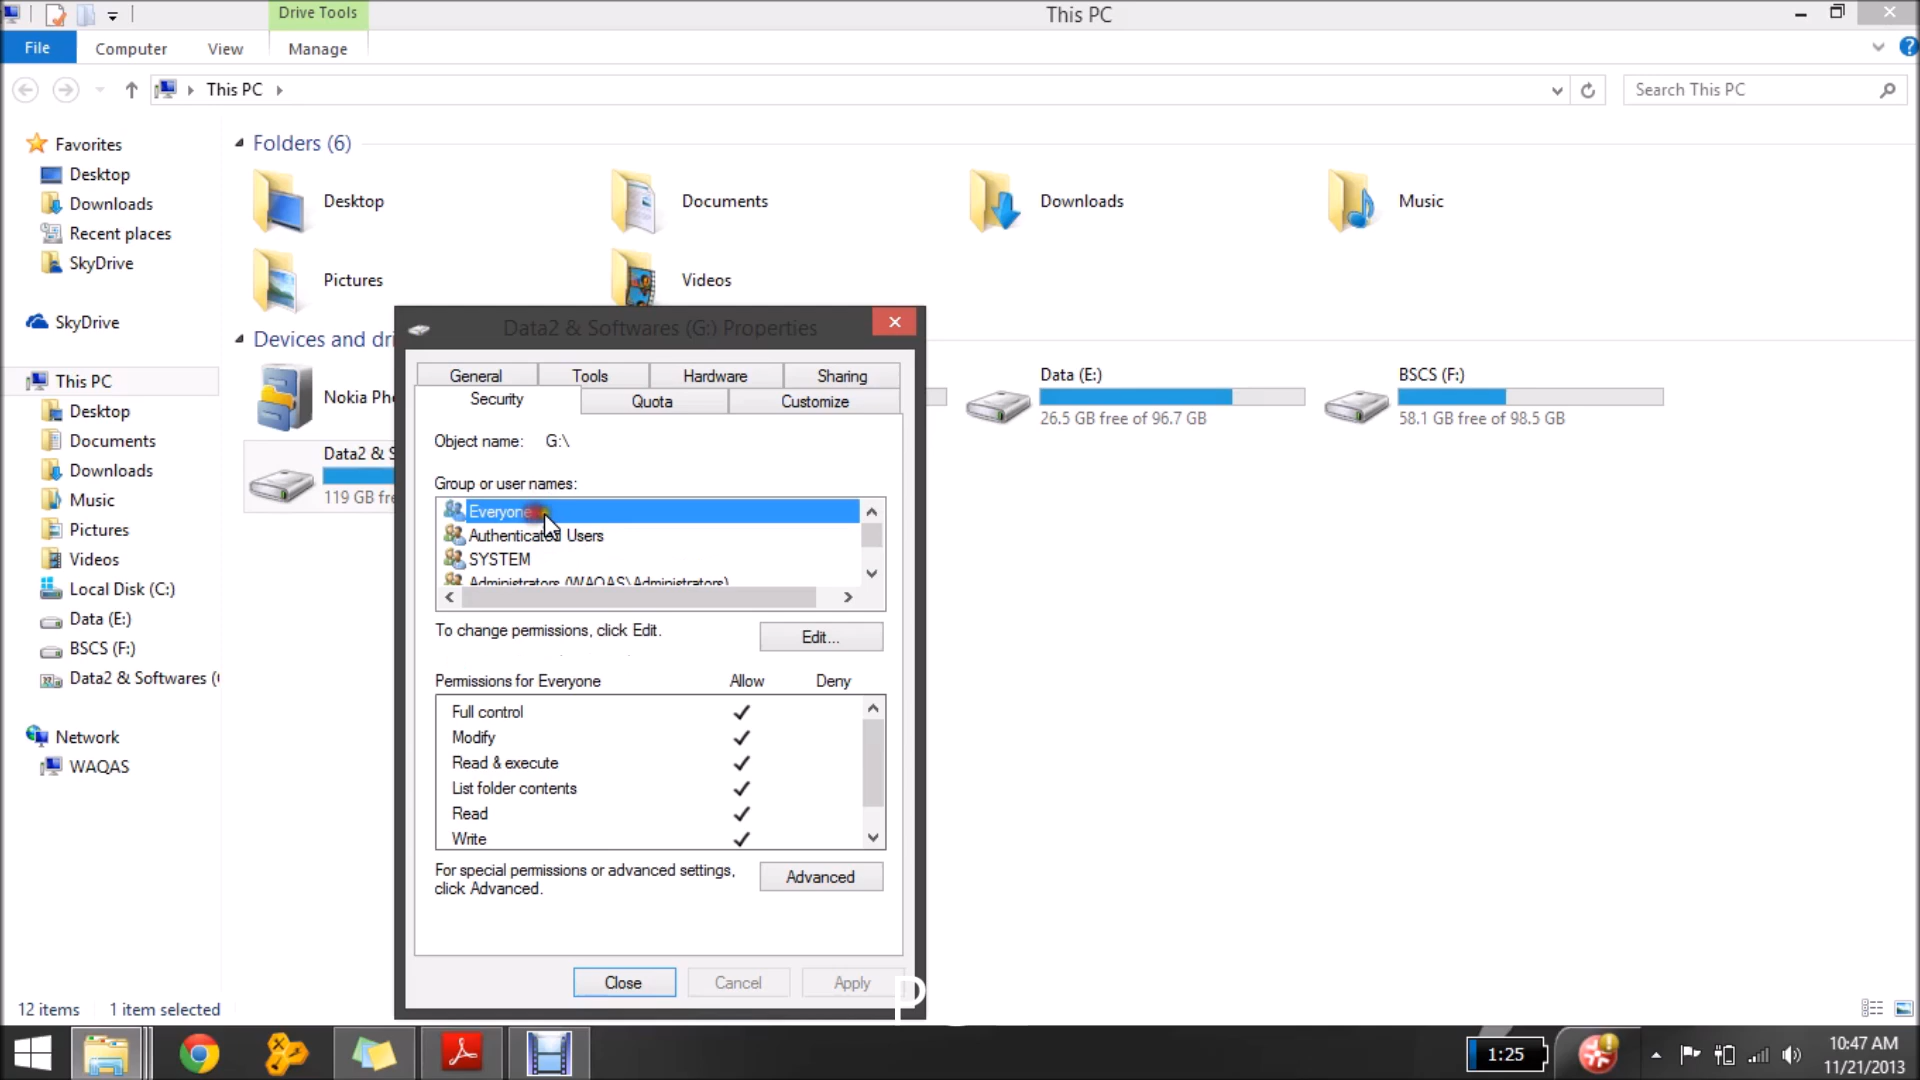 Drive Tools
This PC
File
Computer
View
Manage
This PC
Search This PC
Favorites
Desktop
Downloads
Recent places
SkyDrive
SkyDrive
This PC
Desktop
Documents
Downloads
Music
Pictures
Videos
Local Disk (C:)
Data (E:)
BSCS (F:)
Data2 & Softwares (
Network
WAQAS
Folders (6)
Desktop
Documents
Downloads
Music
Pictures
Videos
Devices and dri
Nokia Pho
Data (E:)
26.5 GB free of 96.7 GB
BSCS (F:)
58.1 GB free of 98.5 GB
Data2 & S
119 GB fre
Data2 & Softwares (G:) Properties
General
Tools
Hardware
Sharing
Security
Quota
Customize
Object name: G:\
Group or user names:
Everyone
Authenticated Users
SYSTEM
Administrators (WAQAS\Administrators)
To change permissions, click Edit.
Edit...
Permissions for Everyone
Allow
Deny
Full control
Modify
Read & execute
List folder contents
Read
Write
For special permissions or advanced settings,
click Advanced.
Advanced
Close
Cancel
Apply
P
12 items
1 item selected
1:25
10:47 AM
11/21/2013